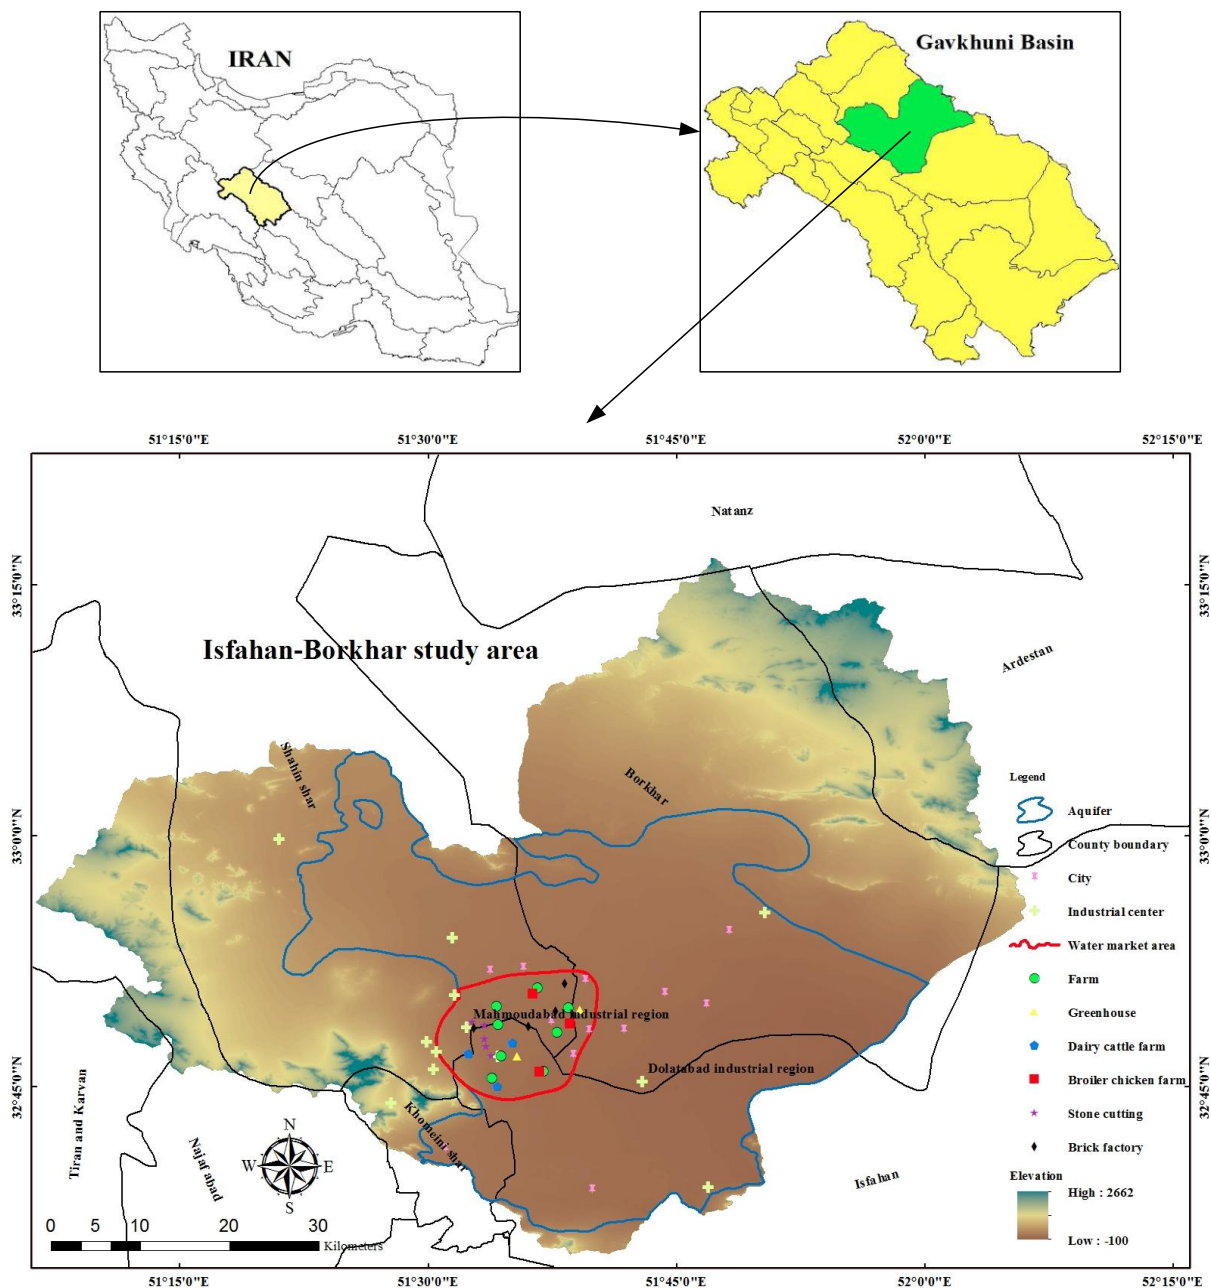 IRAN
Gavkhuni Basin
51°15'0"E
51°30'0"E
51°45'0"E
52°0'0"E
52°15'0"E
33°15'0"N
33°15'0"N
33°0'0"N
33°0'0"N
32°45'0"N
32°45'0"N
Natanz
Isfahan-Borkhar study area
Ardestan
Shahin shar
Borkhar
Mahmoudabad industrial region
Dolatabad industrial region
Khomeini shar
Tiran and Karvan
Najaf abad
Isfahan
Legend
Aquifer
County boundary
City
Industrial center
Water market area
Farm
Greenhouse
Dairy cattle farm
Broiler chicken farm
Stone cutting
Brick factory
Elevation
High : 2662
Low : -100
N
W
E
S
0 5 10 20 30
Kilometers
51°15'0"E
51°30'0"E
51°45'0"E
52°0'0"E
52°15'0"E